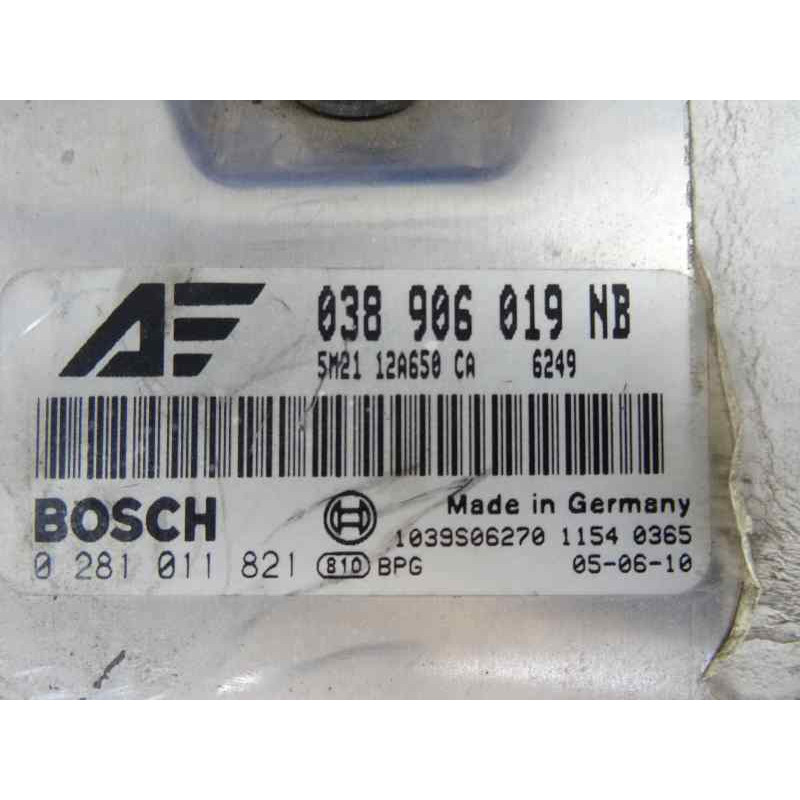 AF
038 906 019 NB
5M21 12A650 CA 6249
BOSCH
Made in Germany
1039S06270 1154 0365
0 281 011 821 810 BPG 05-06-10